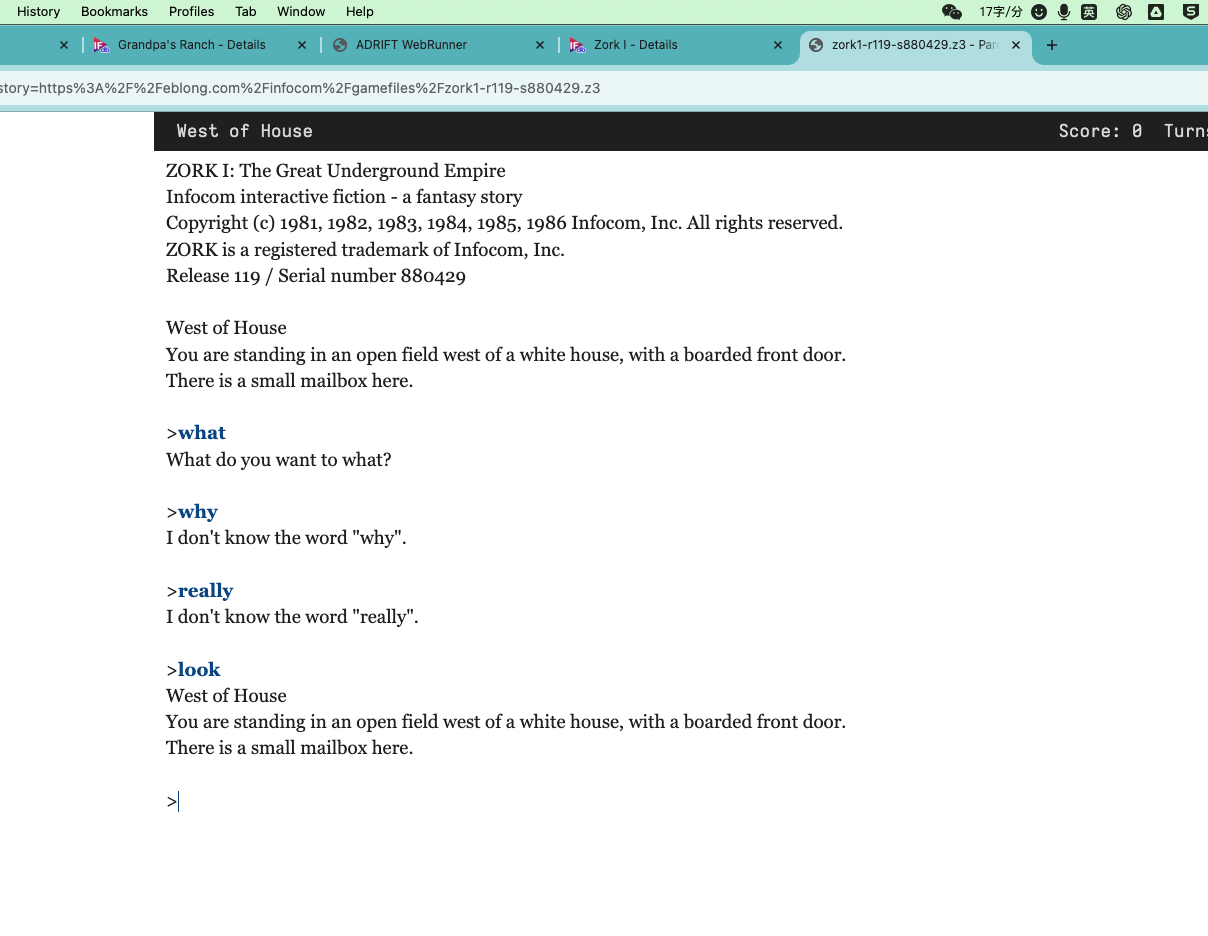 History Bookmarks Profiles Tab Window Help 17字/分 英
Grandpa's Ranch - Details ADRIFT WebRunner Zork I - Details zork1-r119-s880429.z3 - Par
story=https%3A%2F%2Feblong.com%2Finfocom%2Fgamefiles%2Fzork1-r119-s880429.z3
West of House Score: 0 Turns
ZORK I: The Great Underground Empire
Infocom interactive fiction - a fantasy story
Copyright (c) 1981, 1982, 1983, 1984, 1985, 1986 Infocom, Inc. All rights reserved.
ZORK is a registered trademark of Infocom, Inc.
Release 119 / Serial number 880429
West of House
You are standing in an open field west of a white house, with a boarded front door.
There is a small mailbox here.
>what
What do you want to what?
>why
I don't know the word "why".
>really
I don't know the word "really".
>look
West of House
You are standing in an open field west of a white house, with a boarded front door.
There is a small mailbox here.
>